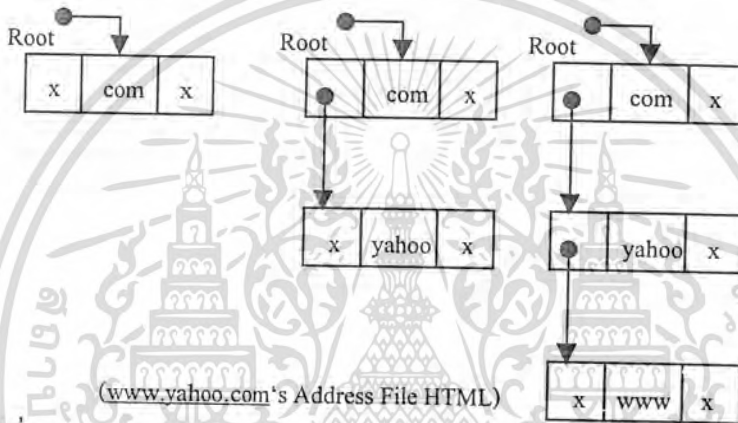 Root
x com x
Root
com x
x yahoo x
Root
com x
yahoo x
x www x
(www.yahoo.com‘s Address File HTML)